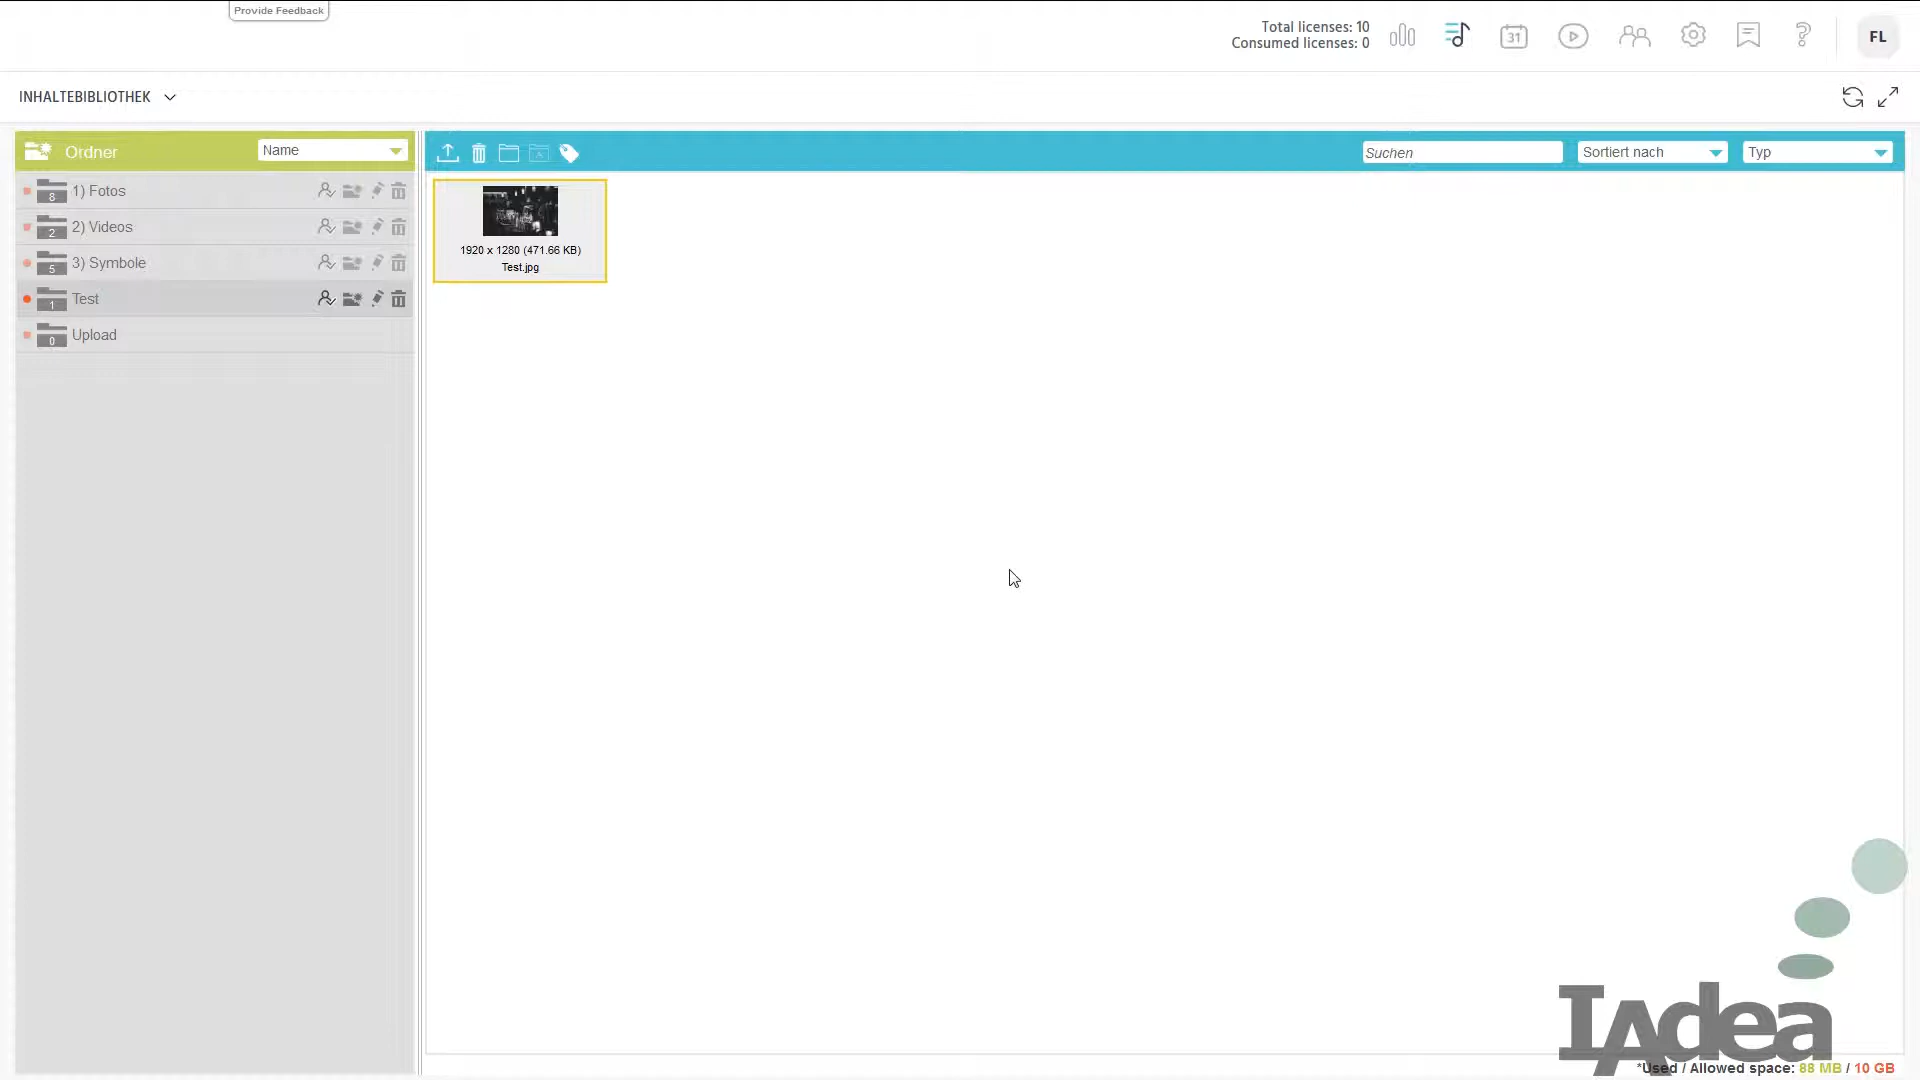 Provide Feedback
Total licenses: 10
Consumed licenses: 0
31
FL
INHALTEBIBLIOTHEK
Ordner
Name
Suchen
Sortiert nach
Typ
8
1) Fotos
2
2) Videos
5
3) Symbole
1
Test
0
Upload
1920 x 1280 (471.66 KB)
Test.jpg
IAdea
*Used / Allowed space: 88 MB / 10 GB